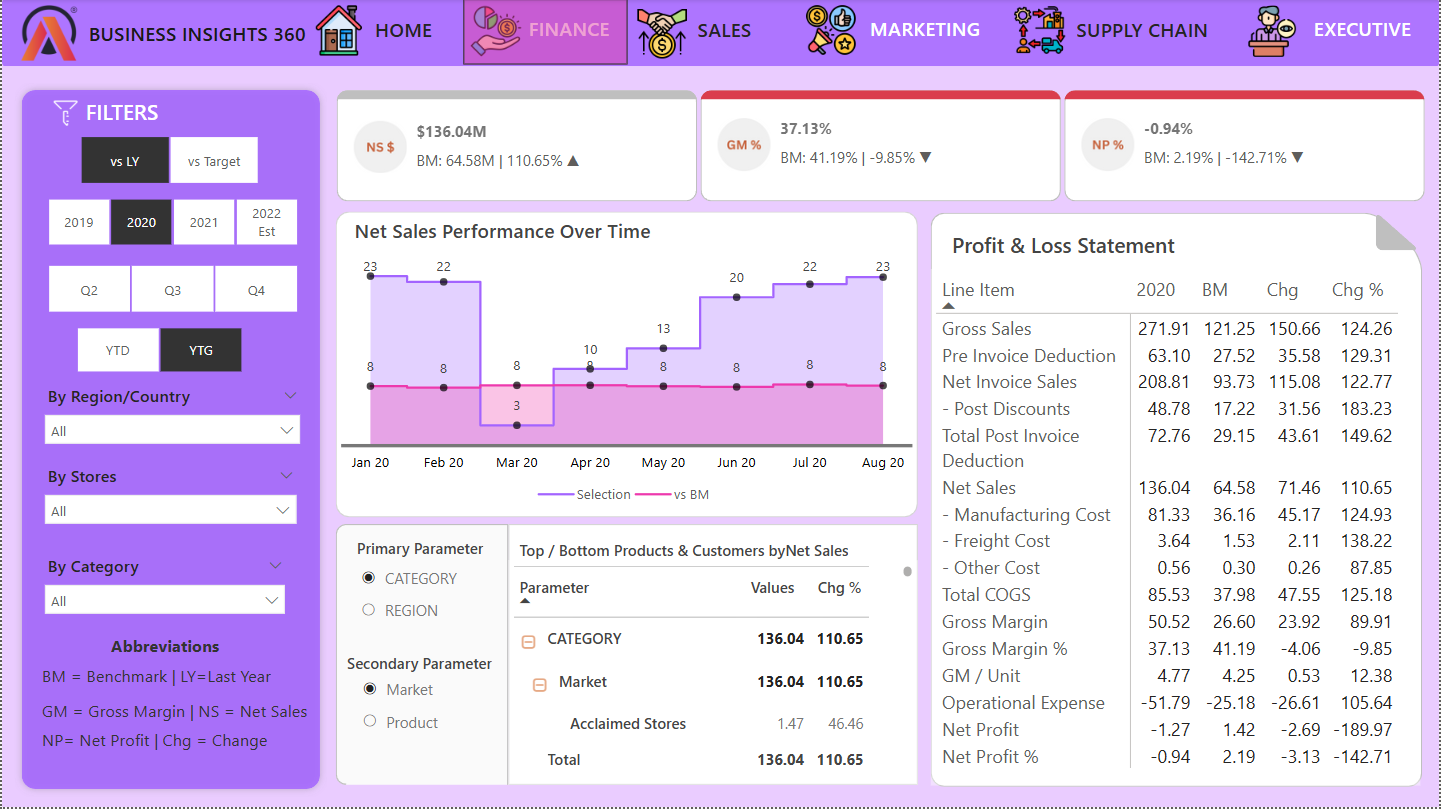 BUSINESS INSIGHTS 360
HOME
FINANCE
SALES
MARKETING
SUPPLY CHAIN
EXECUTIVE
FILTERS
vs LY
vs Target
2019
2020
2021
2022
Est
Q2
Q3
Q4
YTD
YTG
By Region/Country
All
By Stores
All
By Category
All
Abbreviations
BM = Benchmark | LY=Last Year
GM = Gross Margin | NS = Net Sales
NP= Net Profit | Chg = Change
NS $
$136.04M
BM: 64.58M | 110.65% ▲
GM %
37.13%
BM: 41.19% | -9.85% ▼
NP %
-0.94%
BM: 2.19% | -142.71% ▼
Net Sales Performance Over Time
23 22 3 10 13 20 22 23
8 8 8 8 8 8 8 8
Jan 20 Feb 20 Mar 20 Apr 20 May 20 Jun 20 Jul 20 Aug 20
Selection vs BM
Primary Parameter
CATEGORY
REGION
Secondary Parameter
Market
Product
Top / Bottom Products & Customers byNet Sales
Parameter Values Chg %
CATEGORY 136.04 110.65
Market 136.04 110.65
Acclaimed Stores 1.47 46.46
Total 136.04 110.65
Profit & Loss Statement
Line Item 2020 BM Chg Chg %
Gross Sales 271.91 121.25 150.66 124.26
Pre Invoice Deduction 63.10 27.52 35.58 129.31
Net Invoice Sales 208.81 93.73 115.08 122.77
- Post Discounts 48.78 17.22 31.56 183.23
Total Post Invoice 72.76 29.15 43.61 149.62
Deduction
Net Sales 136.04 64.58 71.46 110.65
- Manufacturing Cost 81.33 36.16 45.17 124.93
- Freight Cost 3.64 1.53 2.11 138.22
- Other Cost 0.56 0.30 0.26 87.85
Total COGS 85.53 37.98 47.55 125.18
Gross Margin 50.52 26.60 23.92 89.91
Gross Margin % 37.13 41.19 -4.06 -9.85
GM / Unit 4.77 4.25 0.53 12.38
Operational Expense -51.79 -25.18 -26.61 105.64
Net Profit -1.27 1.42 -2.69 -189.97
Net Profit % -0.94 2.19 -3.13 -142.71